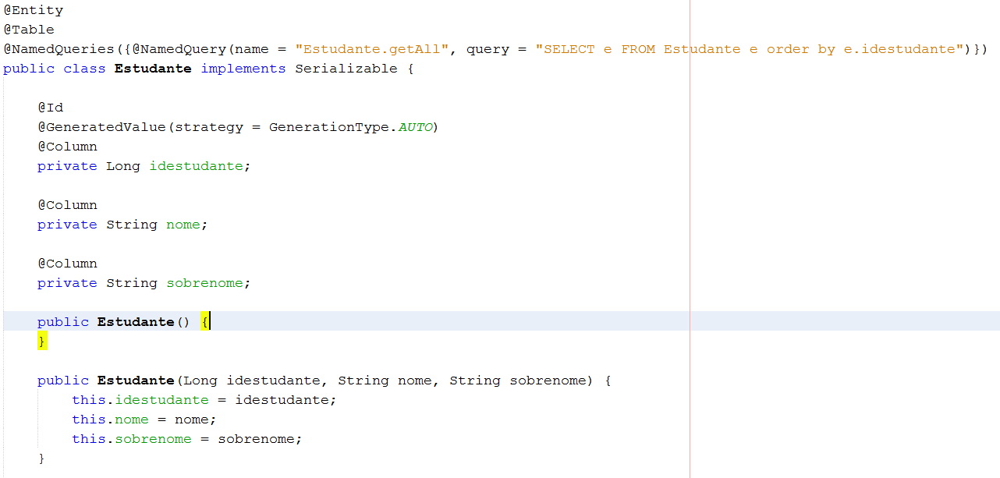 @Entity
@Table
@NamedQueries({@NamedQuery(name = "Estudante.getAll", query = "SELECT e FROM Estudante e order by e.idestudante")})
public class Estudante implements Serializable {
@Id
@GeneratedValue(strategy = GenerationType.AUTO)
@Column
private Long idestudante;
@Column
private String nome;
@Column
private String sobrenome;
public Estudante() {
}
public Estudante(Long idestudante, String nome, String sobrenome) {
this.idestudante = idestudante;
this.nome = nome;
this.sobrenome = sobrenome;
}